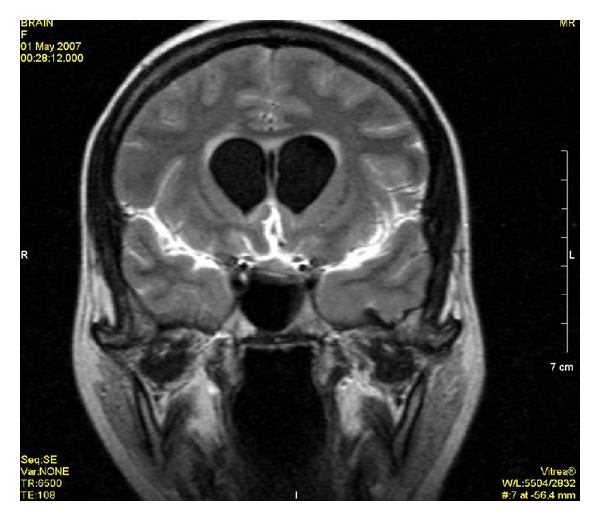 BRAIN
F
01 May 2007
00:28:12.000
MR
R
L
7 cm
Seq:SE
Var:NONE
TR:6500
TE:108
I
Vitrea®
W/L:5504/2832
#:7 at -56.4 mm